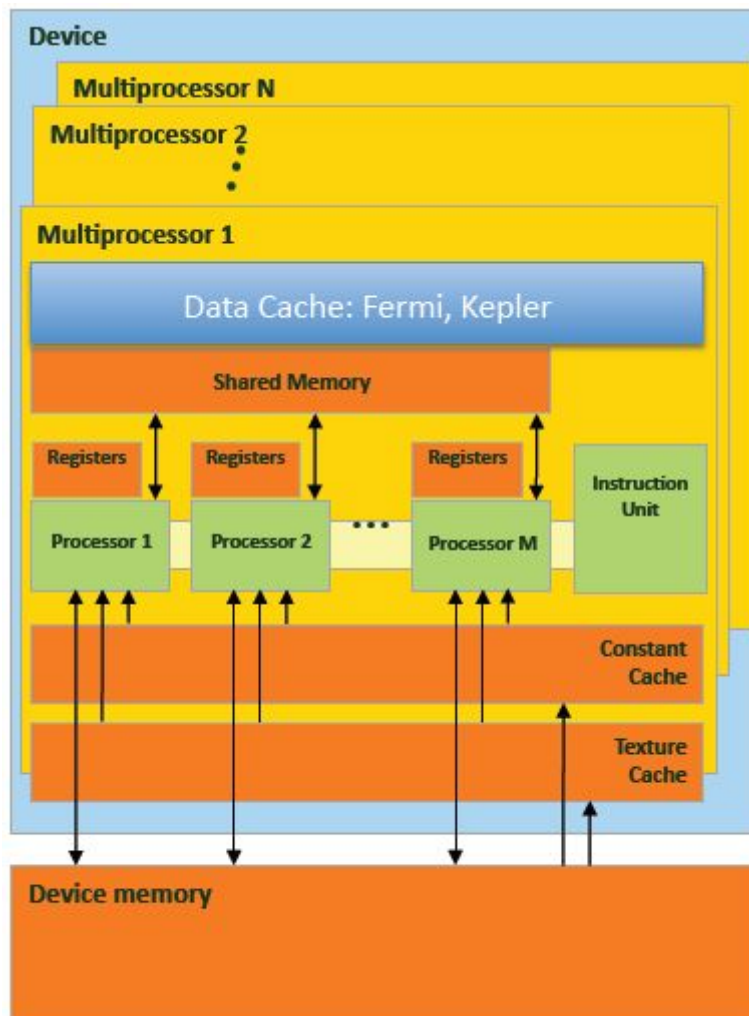 Device
Multiprocessor N
Multiprocessor 2
Multiprocessor 1
Data Cache: Fermi, Kepler
Shared Memory
Registers
Registers
Registers
Instruction
Unit
Processor 1
Processor 2
Processor M
Constant
Cache
Texture
Cache
Device memory